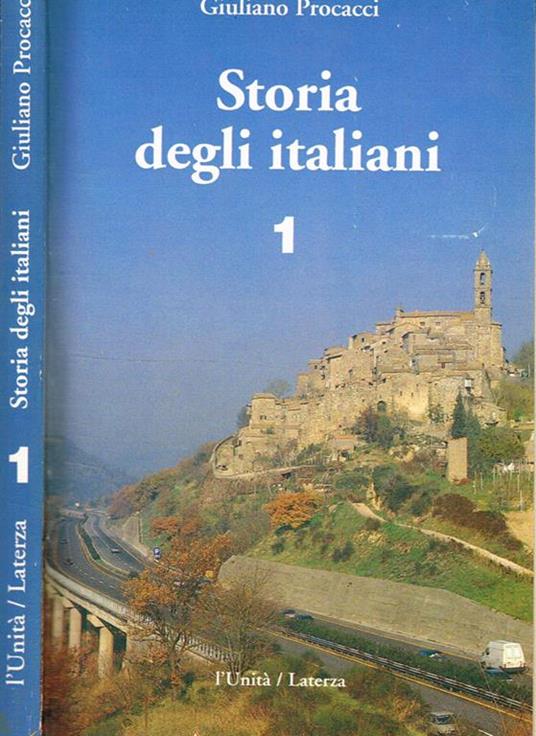 Giuliano Procacci
Storia
degli italiani
1
l'Unità / Laterza
l'Unità / Laterza 1 Storia degli italiani Giuliano Procacci